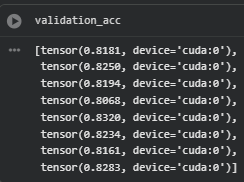 validation_acc
[tensor(0.8181, device='cuda:0'),
tensor(0.8250, device='cuda:0'),
tensor(0.8194, device='cuda:0'),
tensor(0.8068, device='cuda:0'),
tensor(0.8320, device='cuda:0'),
tensor(0.8234, device='cuda:0'),
tensor(0.8161, device='cuda:0'),
tensor(0.8283, device='cuda:0')]